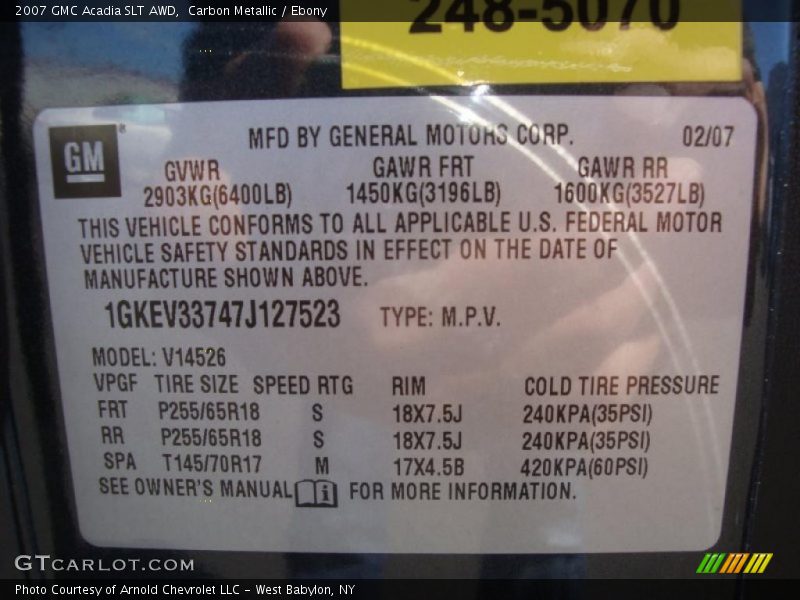 2007 GMC Acadia SLT AWD, Carbon Metallic / Ebony
248-5070
GM
MFD BY GENERAL MOTORS CORP. 02/07
GVWR GAWR FRT GAWR RR
2903KG(6400LB) 1450KG(3196LB) 1600KG(3527LB)
THIS VEHICLE CONFORMS TO ALL APPLICABLE U.S. FEDERAL MOTOR
VEHICLE SAFETY STANDARDS IN EFFECT ON THE DATE OF
MANUFACTURE SHOWN ABOVE.
1GKEV33747J127523 TYPE: M.P.V.
MODEL: V14526
VPGF TIRE SIZE SPEED RTG RIM COLD TIRE PRESSURE
FRT P255/65R18 S 18X7.5J 240KPA(35PSI)
RR P255/65R18 S 18X7.5J 240KPA(35PSI)
SPA T145/70R17 M 17X4.5B 420KPA(60PSI)
SEE OWNER'S MANUAL FOR MORE INFORMATION.
GTCARLOT.COM
Photo Courtesy of Arnold Chevrolet LLC - West Babylon, NY